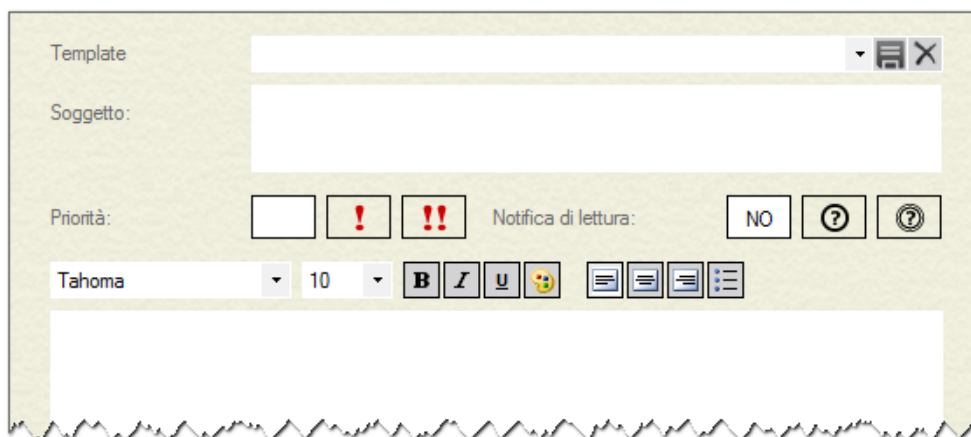 Template
Soggetto:
Priorità: ! !! Notifica di lettura: NO ? ?
Tahoma 10 B I U